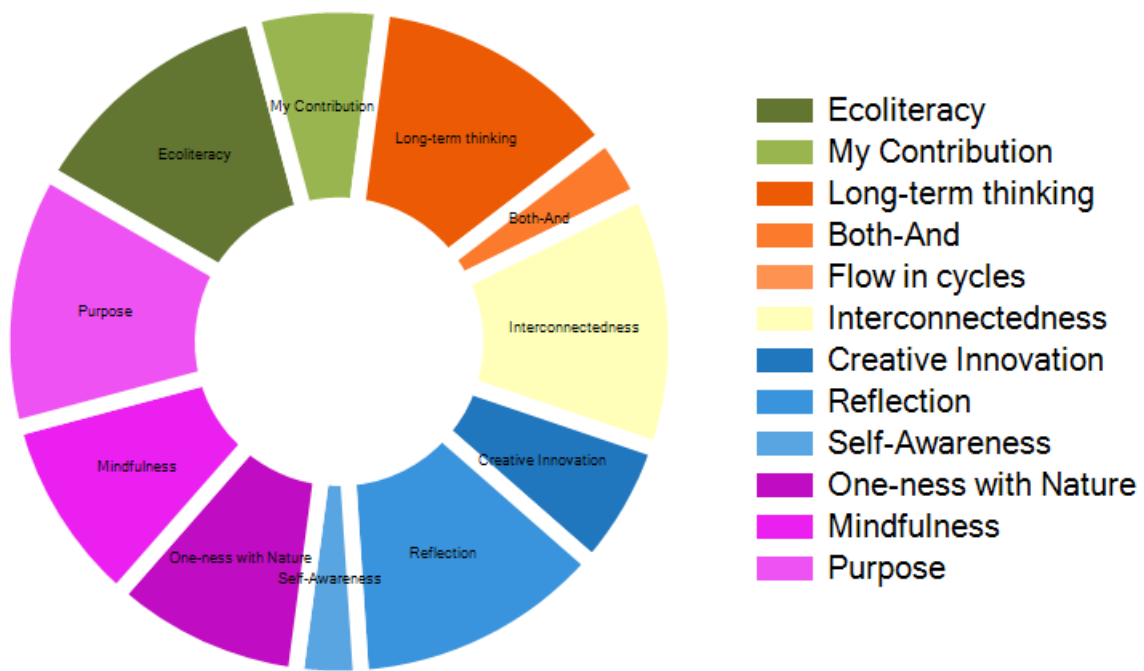 My Contribution
Long-term thinking
Ecoliteracy
Both-And
Purpose
Interconnectedness
Mindfulness
Creative Innovation
One-ness with Nature
Reflection
Self-Awareness
Ecoliteracy
My Contribution
Long-term thinking
Both-And
Flow in cycles
Interconnectedness
Creative Innovation
Reflection
Self-Awareness
One-ness with Nature
Mindfulness
Purpose